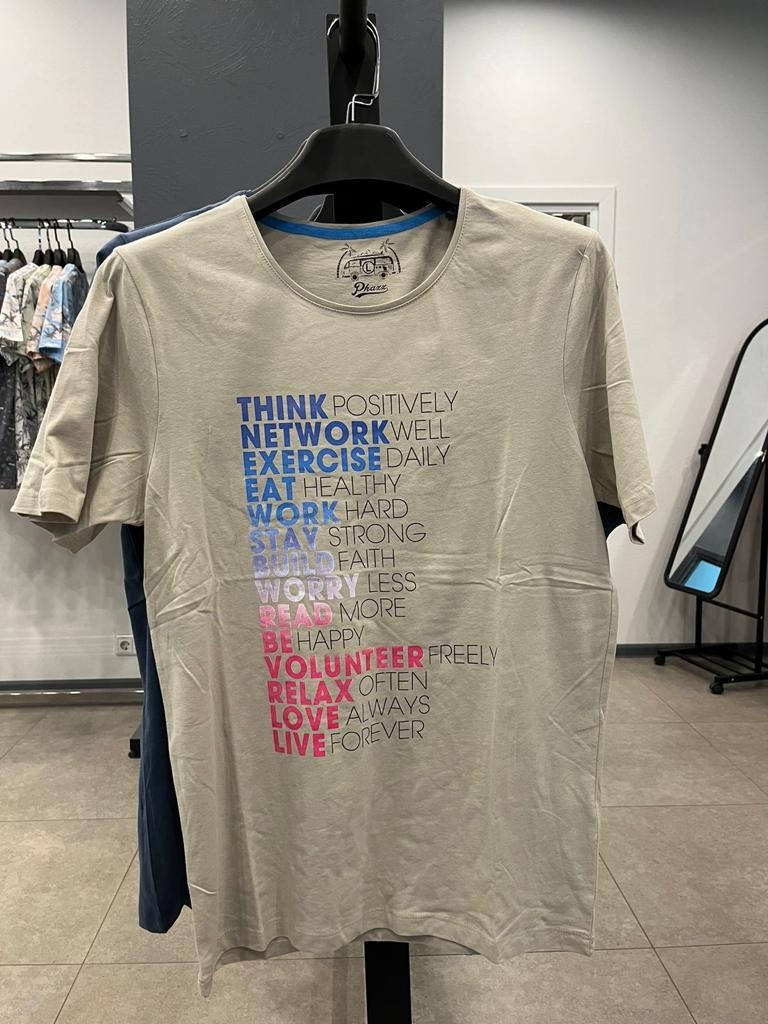 L
Phazz
THINK POSITIVELY
NETWORK WELL
EXERCISE DAILY
EAT HEALTHY
WORK HARD
STAY STRONG
BUILD FAITH
WORRY LESS
READ MORE
BE HAPPY
VOLUNTEER FREELY
RELAX OFTEN
LOVE ALWAYS
LIVE FOREVER